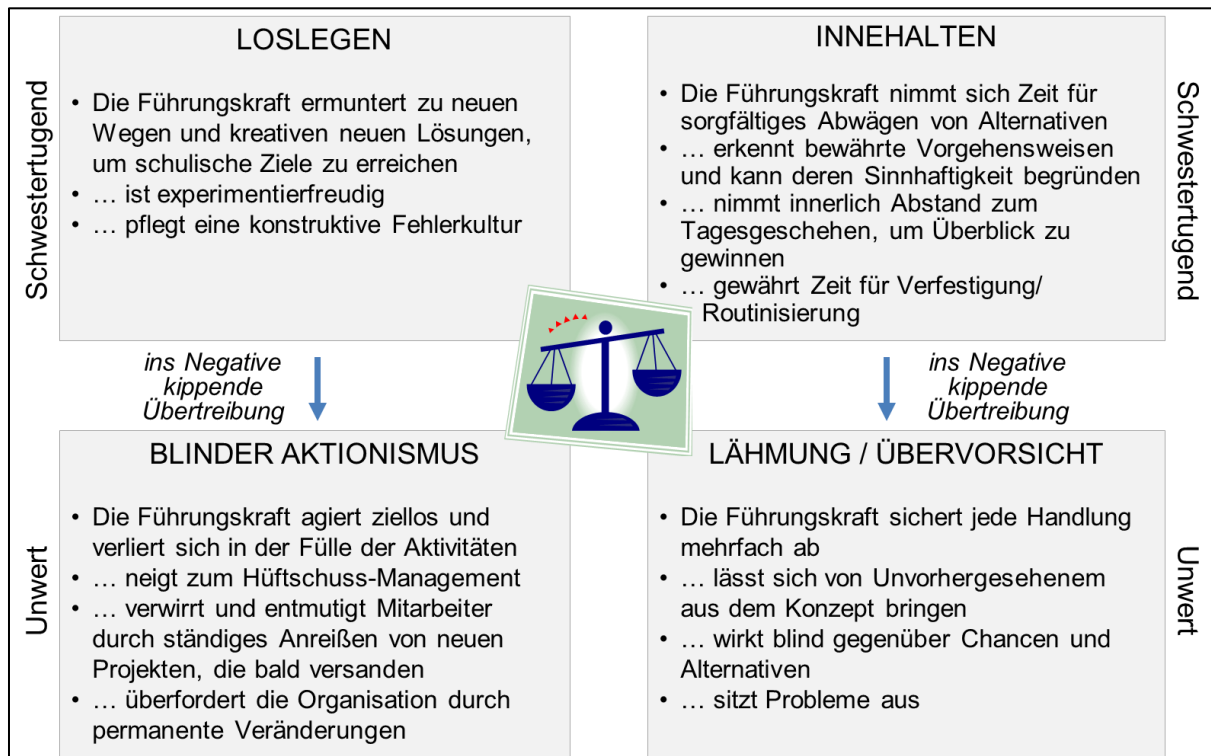 LOSLEGEN
Schwestertugend
• Die Führungskraft ermuntert zu neuen
Wegen und kreativen neuen Lösungen,
um schulische Ziele zu erreichen
• … ist experimentierfreudig
• … pflegt eine konstruktive Fehlerkultur
INNEHALTEN
Schwestertugend
• Die Führungskraft nimmt sich Zeit für
sorgfältiges Abwägen von Alternativen
• … erkennt bewährte Vorgehensweisen
und kann deren Sinnhaftigkeit begründen
• … nimmt innerlich Abstand zum
Tagesgeschehen, um Überblick zu
gewinnen
• … gewährt Zeit für Verfestigung/
Routinisierung
ins Negative
kippende
Übertreibung
ins Negative
kippende
Übertreibung
BLINDER AKTIONISMUS
Unwert
• Die Führungskraft agiert ziellos und
verliert sich in der Fülle der Aktivitäten
• … neigt zum Hüftschuss-Management
• … verwirrt und entmutigt Mitarbeiter
durch ständiges Anreißen von neuen
Projekten, die bald versanden
• … überfordert die Organisation durch
permanente Veränderungen
LÄHMUNG / ÜBERVORSICHT
Unwert
• Die Führungskraft sichert jede Handlung
mehrfach ab
• … lässt sich von Unvorhergesehenem
aus dem Konzept bringen
• … wirkt blind gegenüber Chancen und
Alternativen
• … sitzt Probleme aus